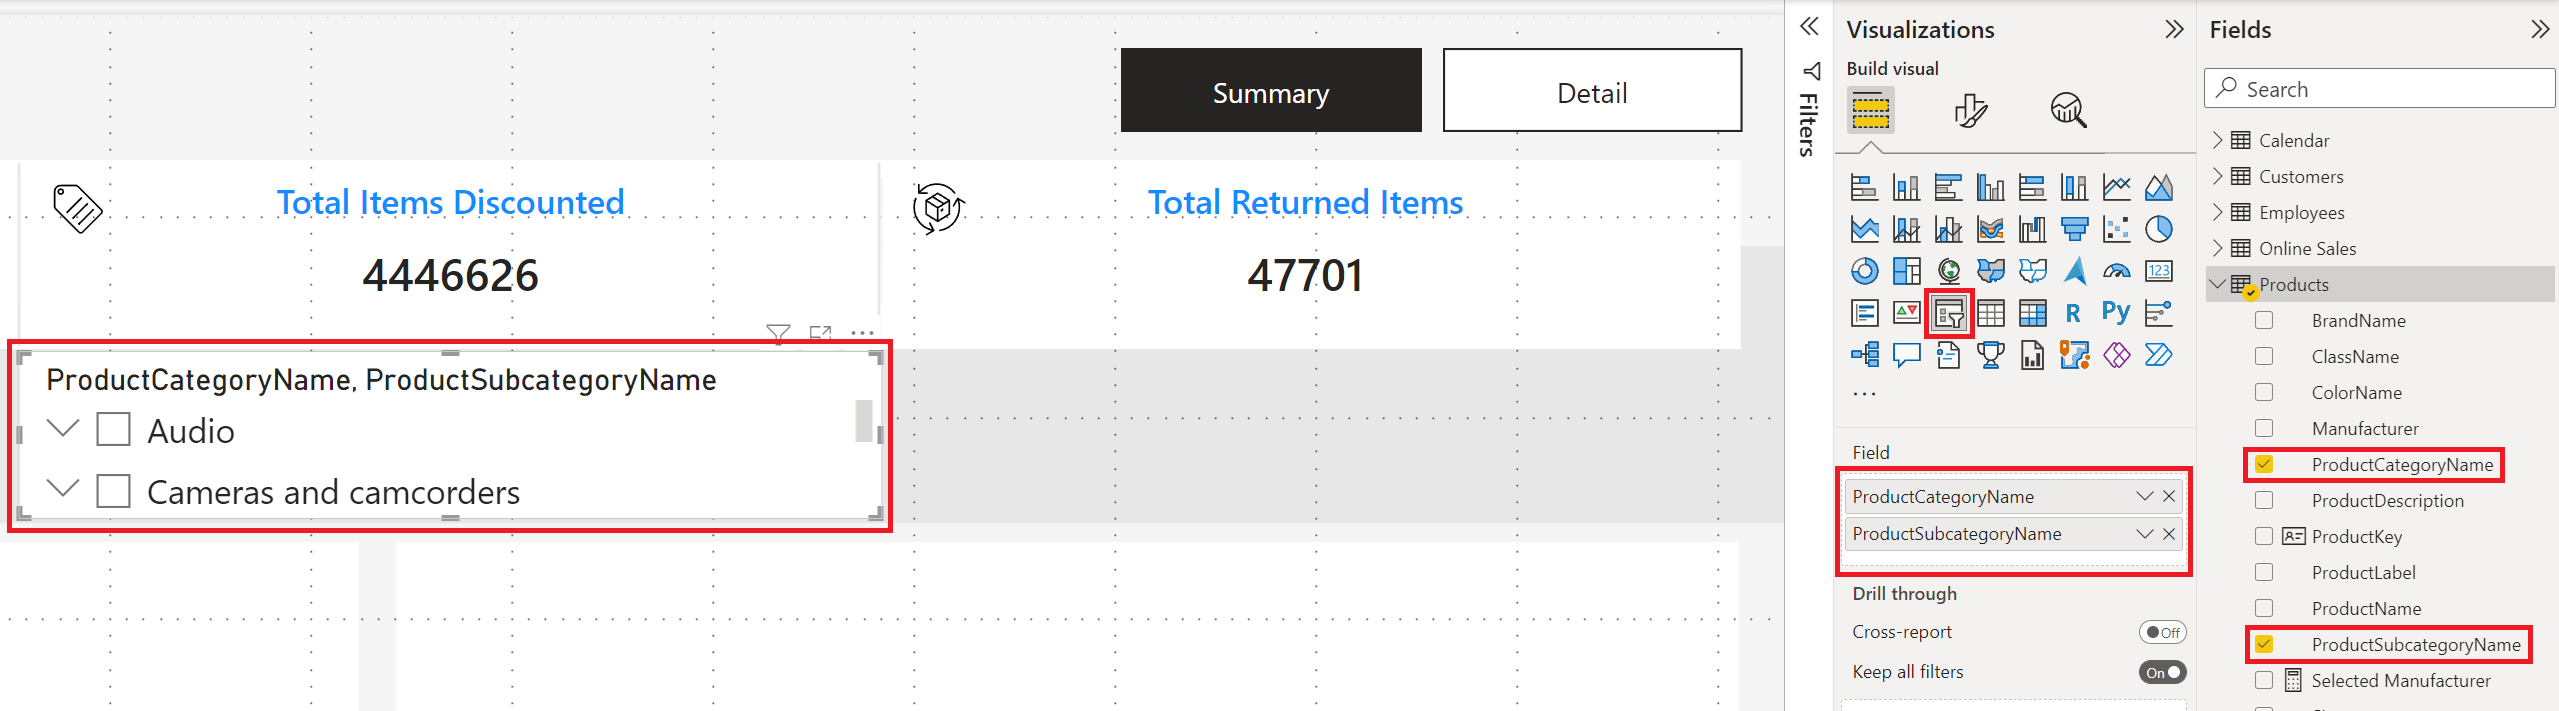 Summary
Detail
Total Items Discounted
4446626
Total Returned Items
47701
ProductCategoryName, ProductSubcategoryName
Audio
Cameras and camcorders
Filters
Visualizations
Build visual
123
R
Py
...
Field
ProductCategoryName
ProductSubcategoryName
Drill through
Cross-report
Off
Keep all filters
On
Fields
Search
Calendar
Customers
Employees
Online Sales
Products
BrandName
ClassName
ColorName
Manufacturer
ProductCategoryName
ProductDescription
ProductKey
ProductLabel
ProductName
ProductSubcategoryName
Selected Manufacturer